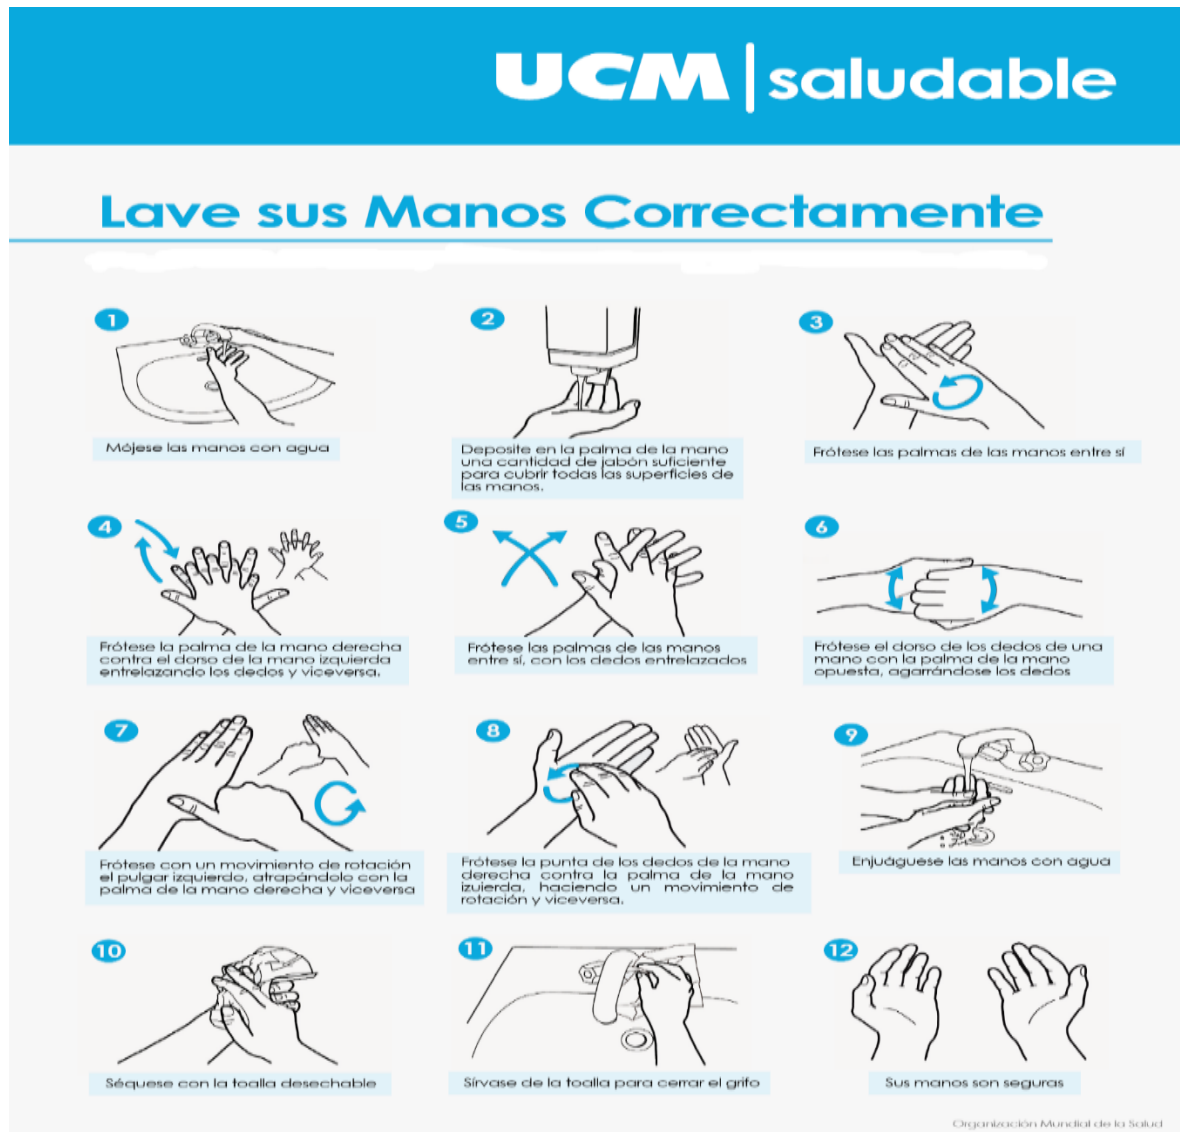 UCM | saludable
Lave sus Manos Correctamente
1
Mójese las manos con agua
2
Deposite en la palma de la mano
una cantidad de jabón suficiente
para cubrir todas las superficies de
las manos.
3
Frótese las palmas de las manos entre sí
4
Frótese la palma de la mano derecha
contra el dorso de la mano izquierda
entrelazando los dedos y viceversa.
5
Frótese las palmas de las manos
entre sí, con los dedos entrelazados
6
Frótese el dorso de los dedos de una
mano con la palma de la mano
opuesta, agarrándose los dedos
7
Frótese con un movimiento de rotación
el pulgar izquierdo, atrapándolo con la
palma de la mano derecha y viceversa
8
Frótese la punta de los dedos de la mano
derecha contra la palma de la mano
izuierda, haciendo un movimiento de
rotación y viceversa.
9
Enjuáguese las manos con agua
10
Séquese con la toalla desechable
11
Sírvase de la toalla para cerrar el grifo
12
Sus manos son seguras
Organización Mundial de la Salud